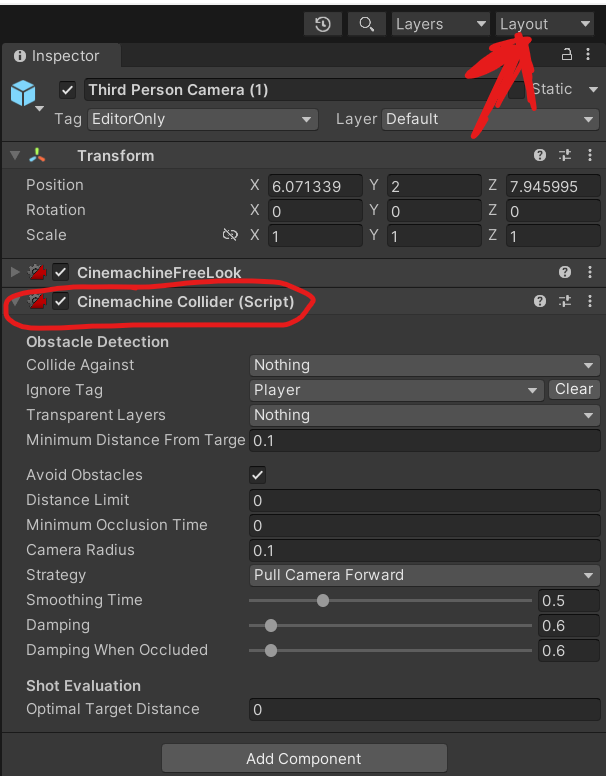 Layers Layout
Inspector
Third Person Camera (1) Static
Tag EditorOnly Layer Default
Transform
Position X 6.071339 Y 2 Z 7.945995
Rotation X 0 Y 0 Z 0
Scale X 1 Y 1 Z 1
CinemachineFreeLook
Cinemachine Collider (Script)
Obstacle Detection
Collide Against Nothing
Ignore Tag Player Clear
Transparent Layers Nothing
Minimum Distance From Targe 0.1
Avoid Obstacles
Distance Limit 0
Minimum Occlusion Time 0
Camera Radius 0.1
Strategy Pull Camera Forward
Smoothing Time 0.5
Damping 0.6
Damping When Occluded 0.6
Shot Evaluation
Optimal Target Distance 0
Add Component